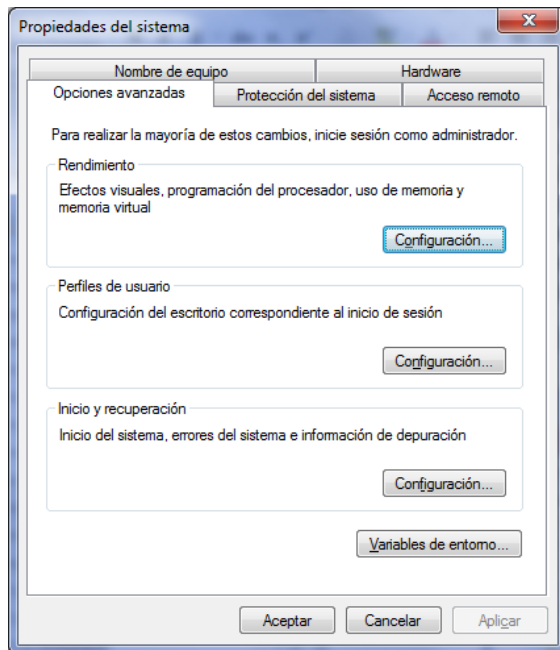 Propiedades del sistema
Nombre de equipo
Hardware
Opciones avanzadas
Protección del sistema
Acceso remoto
Para realizar la mayoría de estos cambios, inicie sesión como administrador.
Rendimiento
Efectos visuales, programación del procesador, uso de memoria y
memoria virtual
Configuración...
Perfiles de usuario
Configuración del escritorio correspondiente al inicio de sesión
Configuración...
Inicio y recuperación
Inicio del sistema, errores del sistema e información de depuración
Configuración...
Variables de entorno...
Aceptar
Cancelar
Aplicar